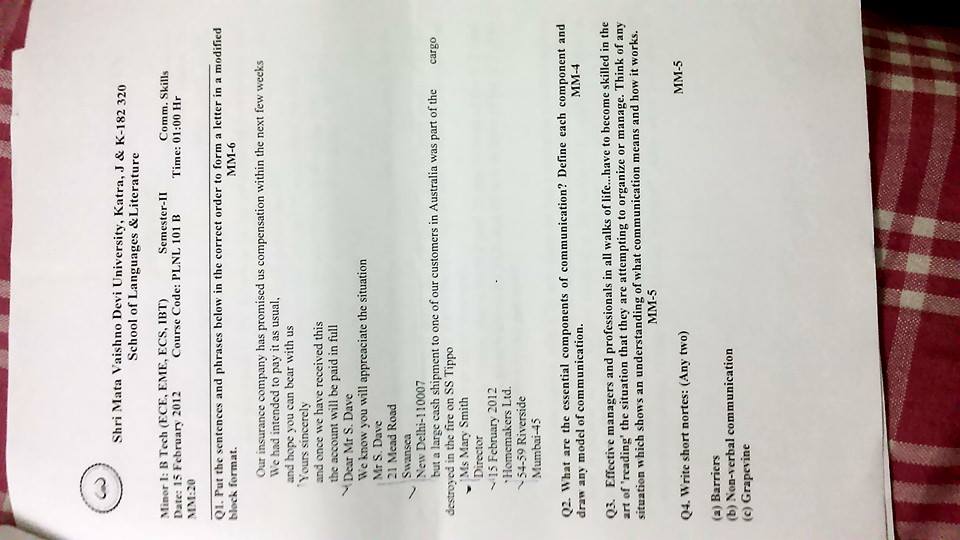 Shri Mata Vaishno Devi University, Katra, J & K-182 320
School of Languages &Literature
Minor I: B Tech (ECE, EME, ECS, IBT) Semester-II Comm. Skills
Date: 15 February 2012 Course Code: PLNL 101 B Time: 01:00 Hr
MM:20
Q1. Put the sentences and phrases below in the correct order to form a letter in a modified
block format. MM-6
Our insurance company has promised us compensation within the next few weeks
We had intended to pay it as usual,
and hope you can bear with us
Yours sincerely
and once we have received this
the account will be paid in full
Dear Mr S. Dave
We know you will appreaciate the situation
Mr S. Dave
21 Mead Road
Swansea
New Delhi-110007
but a large cash shipment to one of our customers in Australia was part of the cargo
destroyed in the fire on SS Tippo
Ms Mary Smith
Director
15 February 2012
Homemakers Ltd.
54-59 Riverside
Mumbai-45
Q2. What are the essential components of communication? Define each component and
draw any model of communication. MM-4
Q3. Effective managers and professionals in all walks of life...have to become skilled in the
art of 'reading' the situation that they are attempting to organize or manage. Think of any
situation which shows an understanding of what communication means and how it works.
MM-5
Q4. Write short nortes: (Any two) MM-5
(a) Barriers
(b) Non-verbal communication
(c) Grapevine